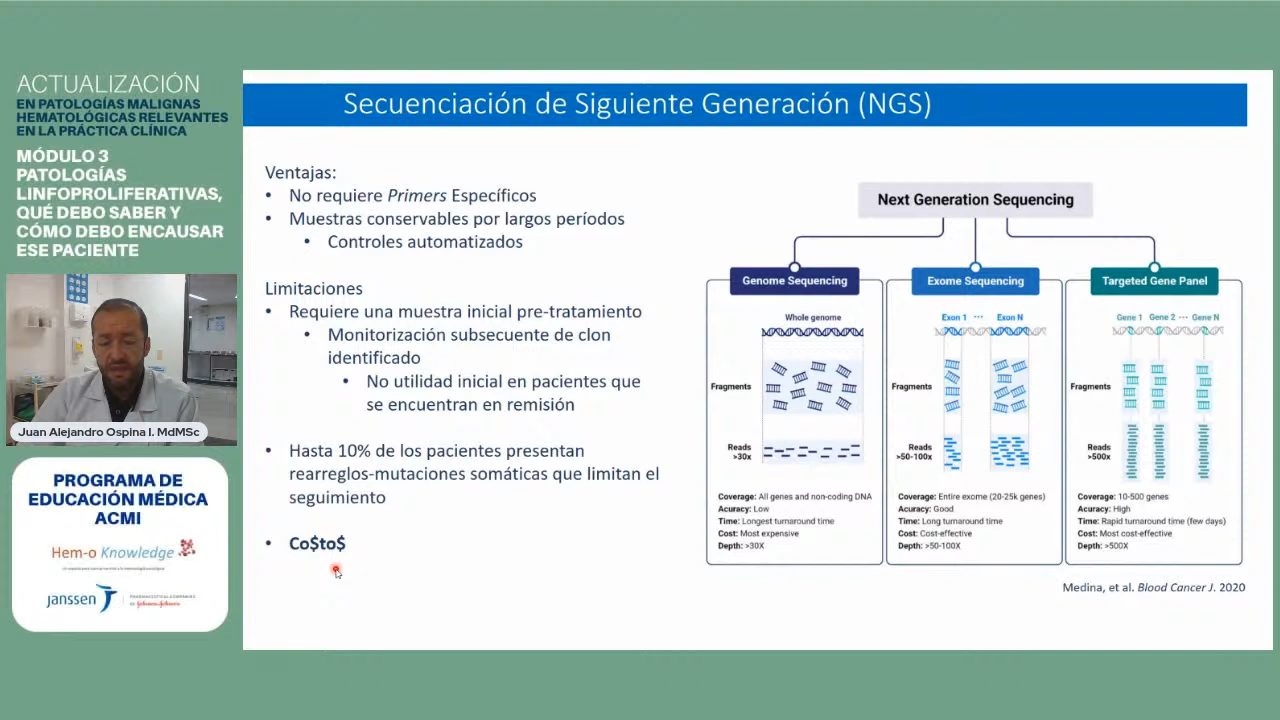 ACTUALIZACIÓN
EN PATOLOGÍAS MALIGNAS
HEMATOLÓGICAS RELEVANTES
EN LA PRÁCTICA CLÍNICA
MÓDULO 3
PATOLOGÍAS
LINFOPROLIFERATIVAS,
QUÉ DEBO SABER Y
CÓMO DEBO ENCAUSAR
ESE PACIENTE
Juan Alejandro Ospina I. MdMSc
PROGRAMA DE
EDUCACIÓN MÉDICA
ACMI
Hem-o Knowledge
janssen
PHARMACEUTICAL COMPANIES
OF Johnson & Johnson
Secuenciación de Siguiente Generación (NGS)
Ventajas:
• No requiere Primers Específicos
• Muestras conservables por largos períodos
• Controles automatizados
Limitaciones
• Requiere una muestra inicial pre-tratamiento
• Monitorización subsecuente de clon
identificado
• No utilidad inicial en pacientes que
se encuentran en remisión
• Hasta 10% de los pacientes presentan
rearreglos-mutaciones somáticas que limitan el
seguimiento
• Co$to$
Next Generation Sequencing
Genome Sequencing
Whole genome
Fragments
Reads
>30x
Coverage: All genes and non-coding DNA
Acuracy: Low
Time: Longest turnaround time
Cost: Most expensive
Depth: >30X
Exome Sequencing
Exon 1 ··· Exon N
Fragments
Reads
>50-100x
Coverage: Entire exome (20-25k genes)
Acuracy: Good
Time: Long turnaround time
Cost: Cost-effective
Depth: >50-100X
Targeted Gene Panel
Gene 1 Gene 2 ··· Gene N
Fragments
Reads
>500x
Coverage: 10-500 genes
Acuracy: High
Time: Rapid turnaround time (few days)
Cost: Most cost-effective
Depth: >500X
Medina, et al. Blood Cancer J. 2020